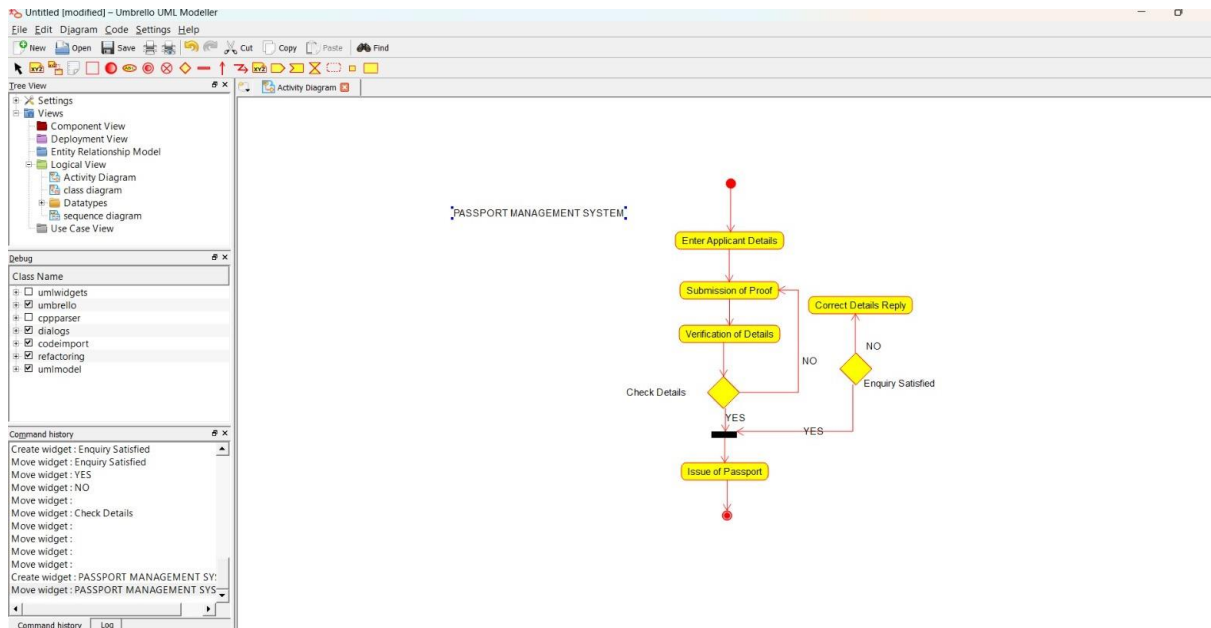 Untitled [modified] – Umbrello UML Modeller
File Edit Diagram Code Settings Help
New Open Save Cut Copy Paste Find
Tree View
Activity Diagram
Settings
Views
Component View
Deployment View
Entity Relationship Model
Logical View
Activity Diagram
class diagram
Datatypes
sequence diagram
Use Case View
Debug
Class Name
umlwidgets
umbrello
cppparser
dialogs
codeimport
refactoring
umlmodel
Command history
Create widget : Enquiry Satisfied
Move widget : Enquiry Satisfied
Move widget : YES
Move widget : NO
Move widget :
Move widget : Check Details
Move widget :
Move widget :
Move widget :
Move widget :
Create widget : PASSPORT MANAGEMENT SY
Move widget : PASSPORT MANAGEMENT SYS
Command history Log
PASSPORT MANAGEMENT SYSTEM
Enter Applicant Details
Submission of Proof
Correct Details Reply
Verification of Details
NO
NO
Enquiry Satisfied
Check Details
YES
YES
Issue of Passport